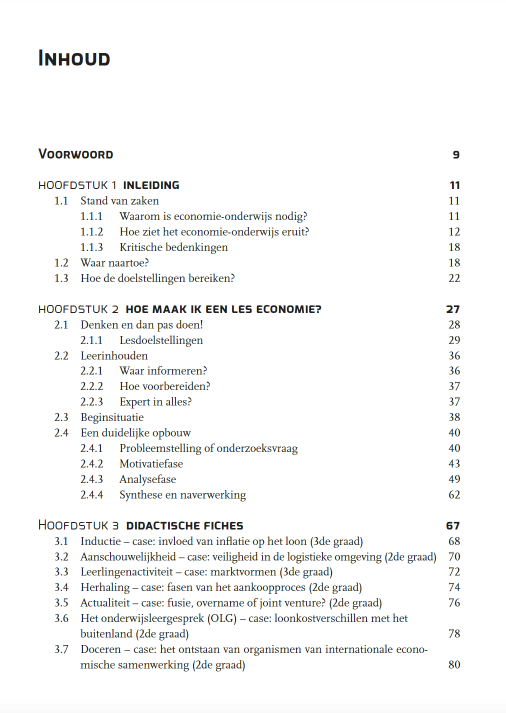 INHOUD
VOORWOORD 9
HOOFDSTUK 1 INLEIDING 11
1.1 Stand van zaken 11
1.1.1 Waarom is economie-onderwijs nodig? 11
1.1.2 Hoe ziet het economie-onderwijs eruit? 12
1.1.3 Kritische bedenkingen 18
1.2 Waar naartoe? 18
1.3 Hoe de doelstellingen bereiken? 22
HOOFDSTUK 2 HOE MAAK IK EEN LES ECONOMIE? 27
2.1 Denken en dan pas doen! 28
2.1.1 Lesdoelstellingen 29
2.2 Leerinhouden 36
2.2.1 Waar informeren? 36
2.2.2 Hoe voorbereiden? 37
2.2.3 Expert in alles? 37
2.3 Beginsituatie 38
2.4 Een duidelijke opbouw 40
2.4.1 Probleemstelling of onderzoeksvraag 40
2.4.2 Motivatiefase 43
2.4.3 Analysefase 49
2.4.4 Synthese en naverwerking 62
HOOFDSTUK 3 DIDACTISCHE FICHES 67
3.1 Inductie – case: invloed van inflatie op het loon (3de graad) 68
3.2 Aanschouwelijkheid – case: veiligheid in de logistieke omgeving (2de graad) 70
3.3 Leerlingenactiviteit – case: marktvormen (3de graad) 72
3.4 Herhaling – case: fasen van het aankoopproces (2de graad) 74
3.5 Actualiteit – case: fusie, overname of joint venture? (2de graad) 76
3.6 Het onderwijsleergesprek (OLG) – case: loonkostverschillen met het
buitenland (2de graad) 78
3.7 Doceren – case: het ontstaan van organismen van internationale econo-
mische samenwerking (2de graad) 80